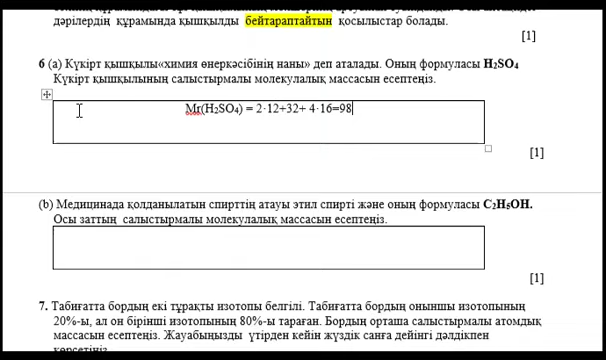 дәрілердің құрамында қышқылды бейтараптайтын қосылыстар болады.
[1]
6 (a) Күкірт қышқылы«химия өнеркәсібінің наны» деп аталады. Оның формуласы H₂SO₄
Күкірт қышқылының салыстырмалы молекулалық массасын есептеңіз.
Mr(H₂SO₄) = 2·12+32+ 4·16=98
[1]
(b) Медицинада қолданылатын спирттің атауы этил спирті және оның формуласы C₂H₅OH.
Осы заттың салыстырмалы молекулалық массасын есептеңіз.
[1]
7. Табиғатта бордың екі тұрақты изотопы белгілі. Табиғатта бордың оныншы изотопының
20%-ы, ал он бірінші изотопының 80%-ы тараған. Бордың орташа салыстырмалы атомдық
массасын есептеңіз. Жауабыңызды үтірден кейін жүздік санға дейінгі дәлдікпен
көрсетіңіз.